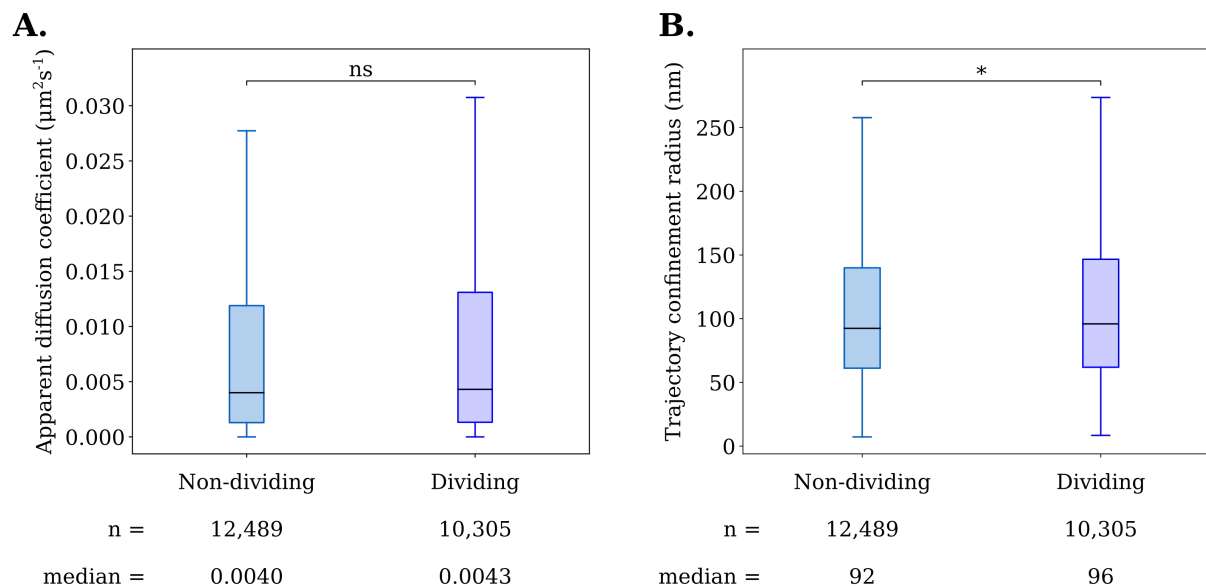 A.
Apparent diffusion coefficient (µm²s⁻¹)
0.030
0.025
0.020
0.015
0.010
0.005
0.000
ns
Non-dividing Dividing
n = 12,489 10,305
median = 0.0040 0.0043
B.
Trajectory confinement radius (nm)
250
200
150
100
50
0
*
Non-dividing Dividing
n = 12,489 10,305
median = 92 96